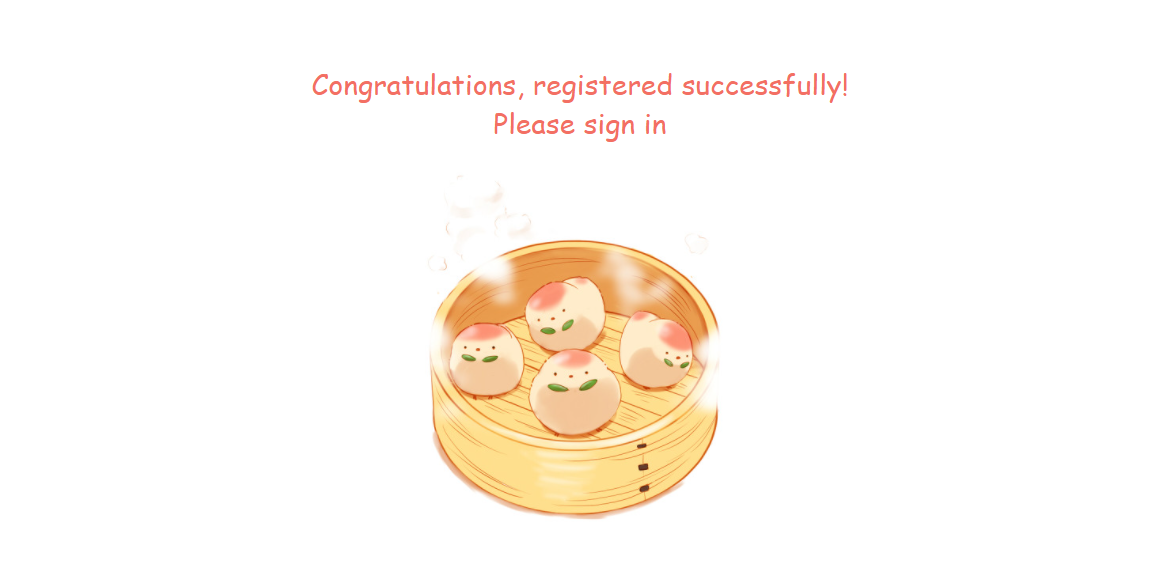 Congratulations, registered successfully!
Please sign in